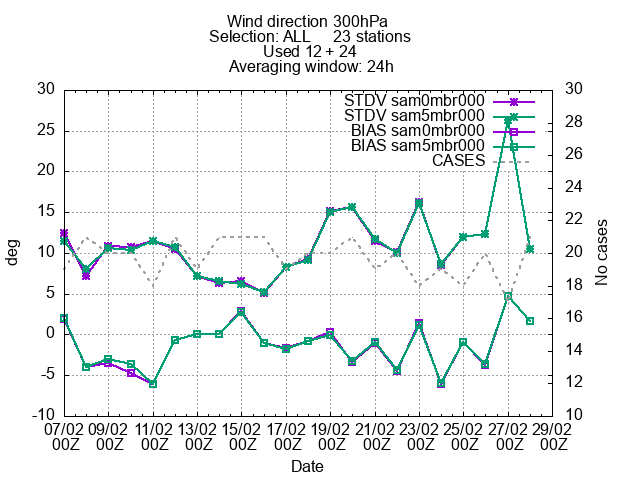 Wind direction 300hPa
Selection: ALL 23 stations
Used 12 + 24
Averaging window: 24h
STDV sam0mbr000
STDV sam5mbr000
BIAS sam0mbr000
BIAS sam5mbr000
CASES
deg
30
25
20
15
10
5
0
-5
-10
No cases
30
28
26
24
22
20
18
16
14
12
10
07/02 09/02 11/02 13/02 15/02 17/02 19/02 21/02 23/02 25/02 27/02 29/02
00Z 00Z 00Z 00Z 00Z 00Z 00Z 00Z 00Z 00Z 00Z 00Z
Date